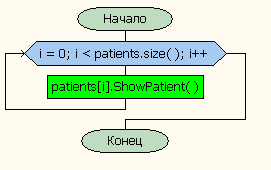 Начало
i = 0; i < patients.size( ); i++
patients[i].ShowPatient( )
Конец